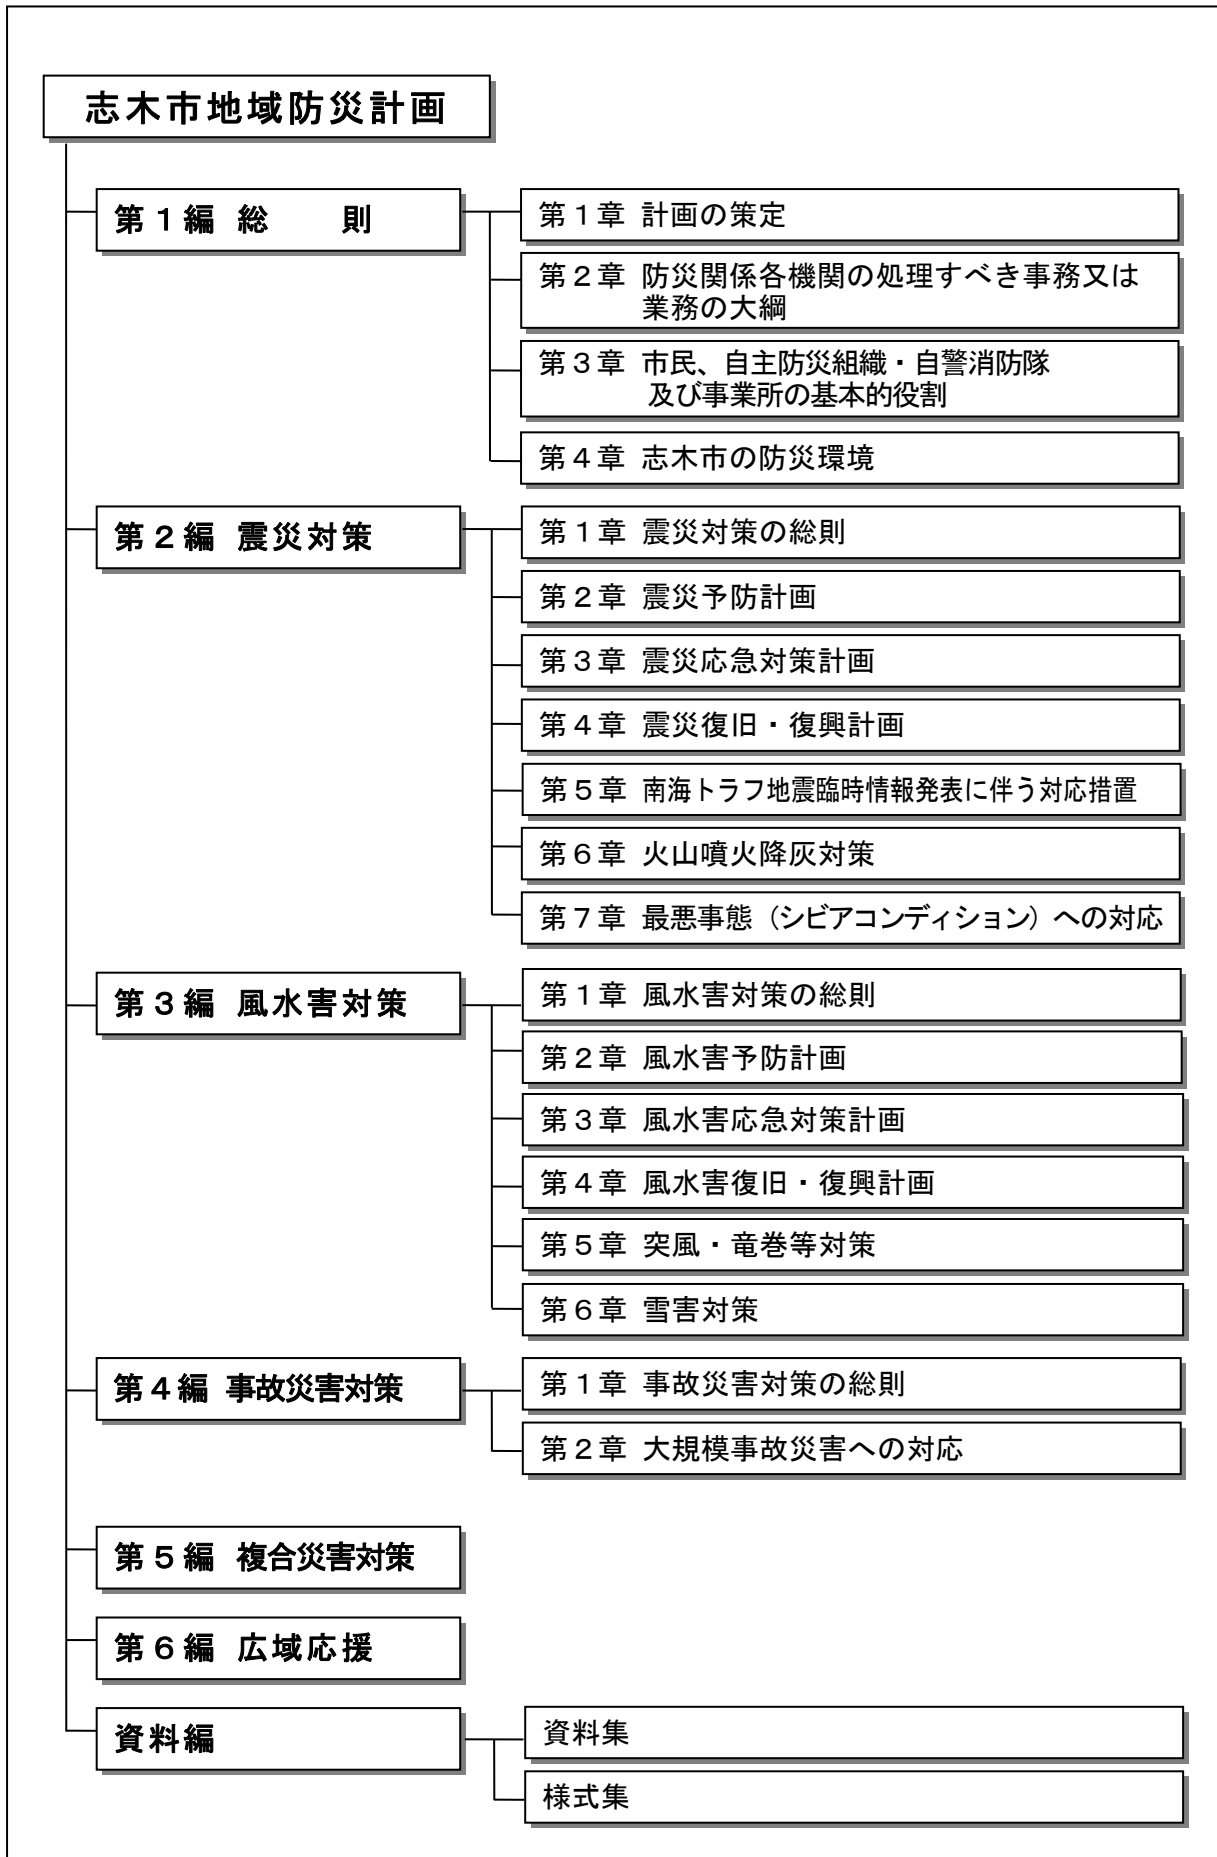 志木市地域防災計画
第１編 総　則
第１章 計画の策定
第２章 防災関係各機関の処理すべき事務又は
業務の大綱
第３章 市民、自主防災組織・自警消防隊
及び事業所の基本的役割
第４章 志木市の防災環境
第２編 震災対策
第１章 震災対策の総則
第２章 震災予防計画
第３章 震災応急対策計画
第４章 震災復旧・復興計画
第５章 南海トラフ地震臨時情報発表に伴う対応措置
第６章 火山噴火降灰対策
第７章 最悪事態（シビアコンディション）への対応
第３編 風水害対策
第１章 風水害対策の総則
第２章 風水害予防計画
第３章 風水害応急対策計画
第４章 風水害復旧・復興計画
第５章 突風・竜巻等対策
第６章 雪害対策
第４編 事故災害対策
第１章 事故災害対策の総則
第２章 大規模事故災害への対応
第５編 複合災害対策
第６編 広域応援
資料編
資料集
様式集